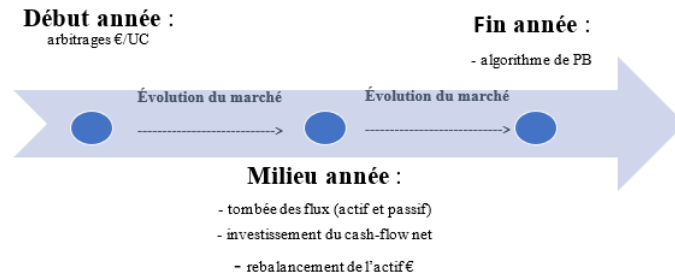 Début année :
arbitrages €/UC
Fin année :
- algorithme de PB
Évolution du marché
Évolution du marché
Milieu année :
- tombée des flux (actif et passif)
- investissement du cash-flow net
- rebalancement de l'actif €